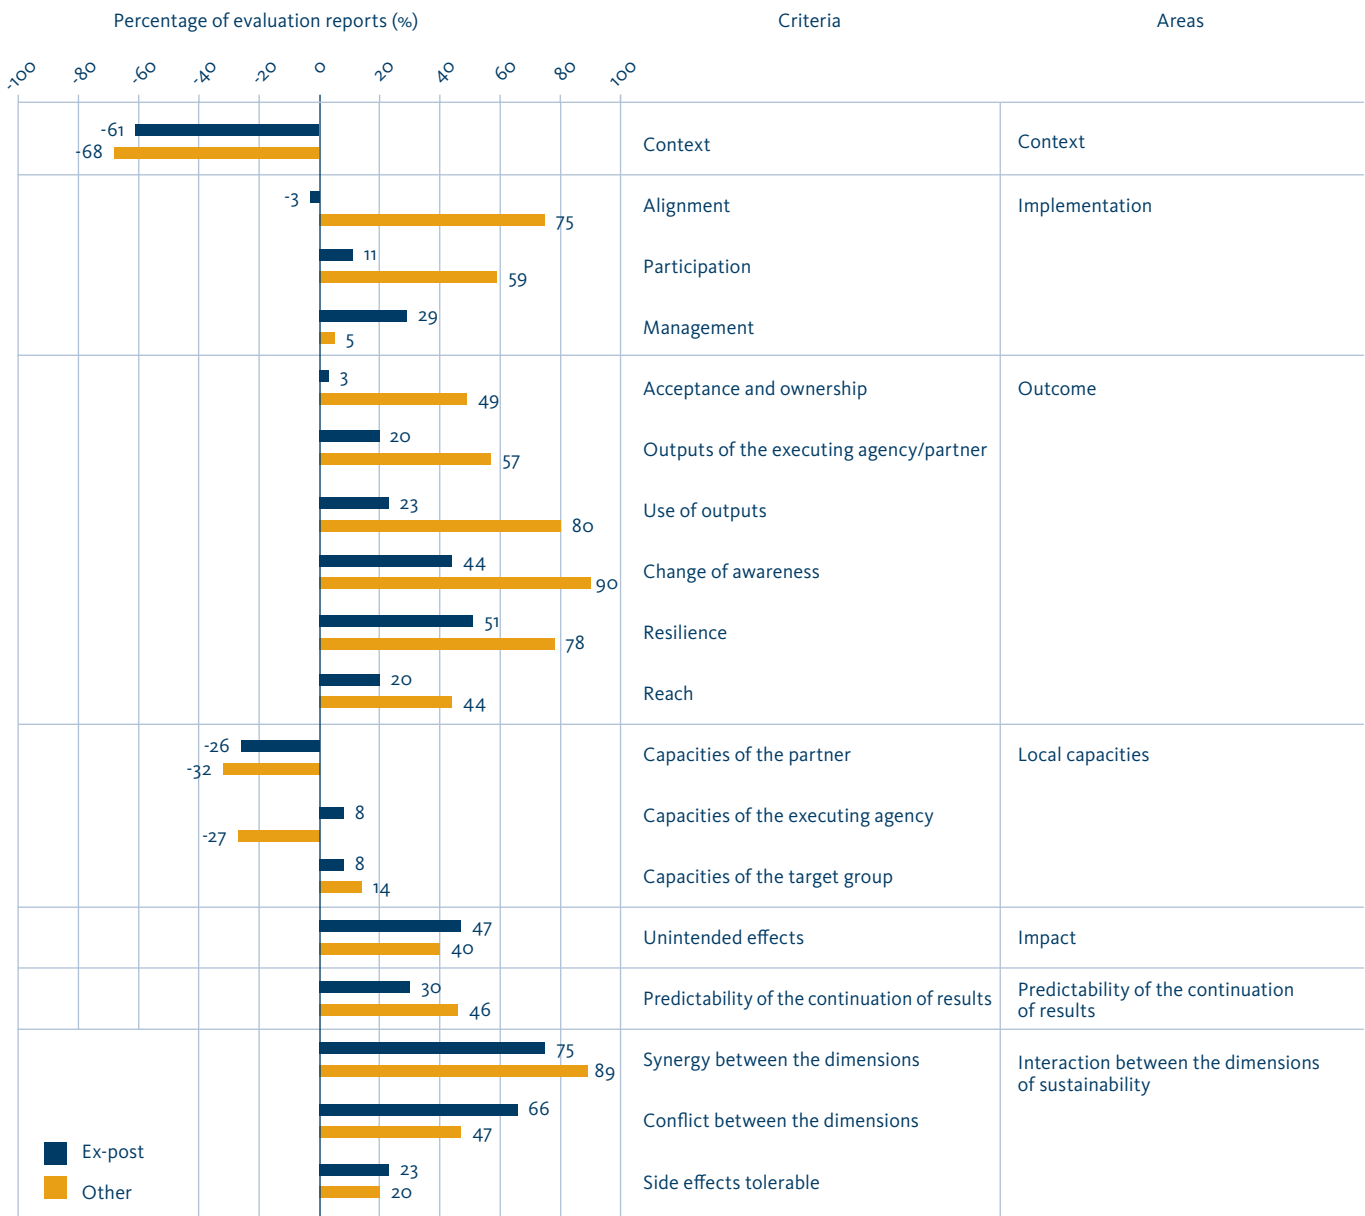 Percentage of evaluation reports (%)
Criteria
Areas
-100 -80 -60 -40 -20 0 20 40 60 80 100
-61
-68
Context
Context
-3
75
Alignment
Implementation
11
59
Participation
29
5
Management
3
49
Acceptance and ownership
Outcome
20
57
Outputs of the executing agency/partner
23
80
Use of outputs
44
90
Change of awareness
51
78
Resilience
20
44
Reach
-26
-32
Capacities of the partner
Local capacities
8
-27
Capacities of the executing agency
8
14
Capacities of the target group
47
40
Unintended effects
Impact
30
46
Predictability of the continuation of results
Predictability of the continuation
of results
75
89
Synergy between the dimensions
Interaction between the dimensions
of sustainability
66
47
Conflict between the dimensions
23
20
Side effects tolerable
Ex-post
Other